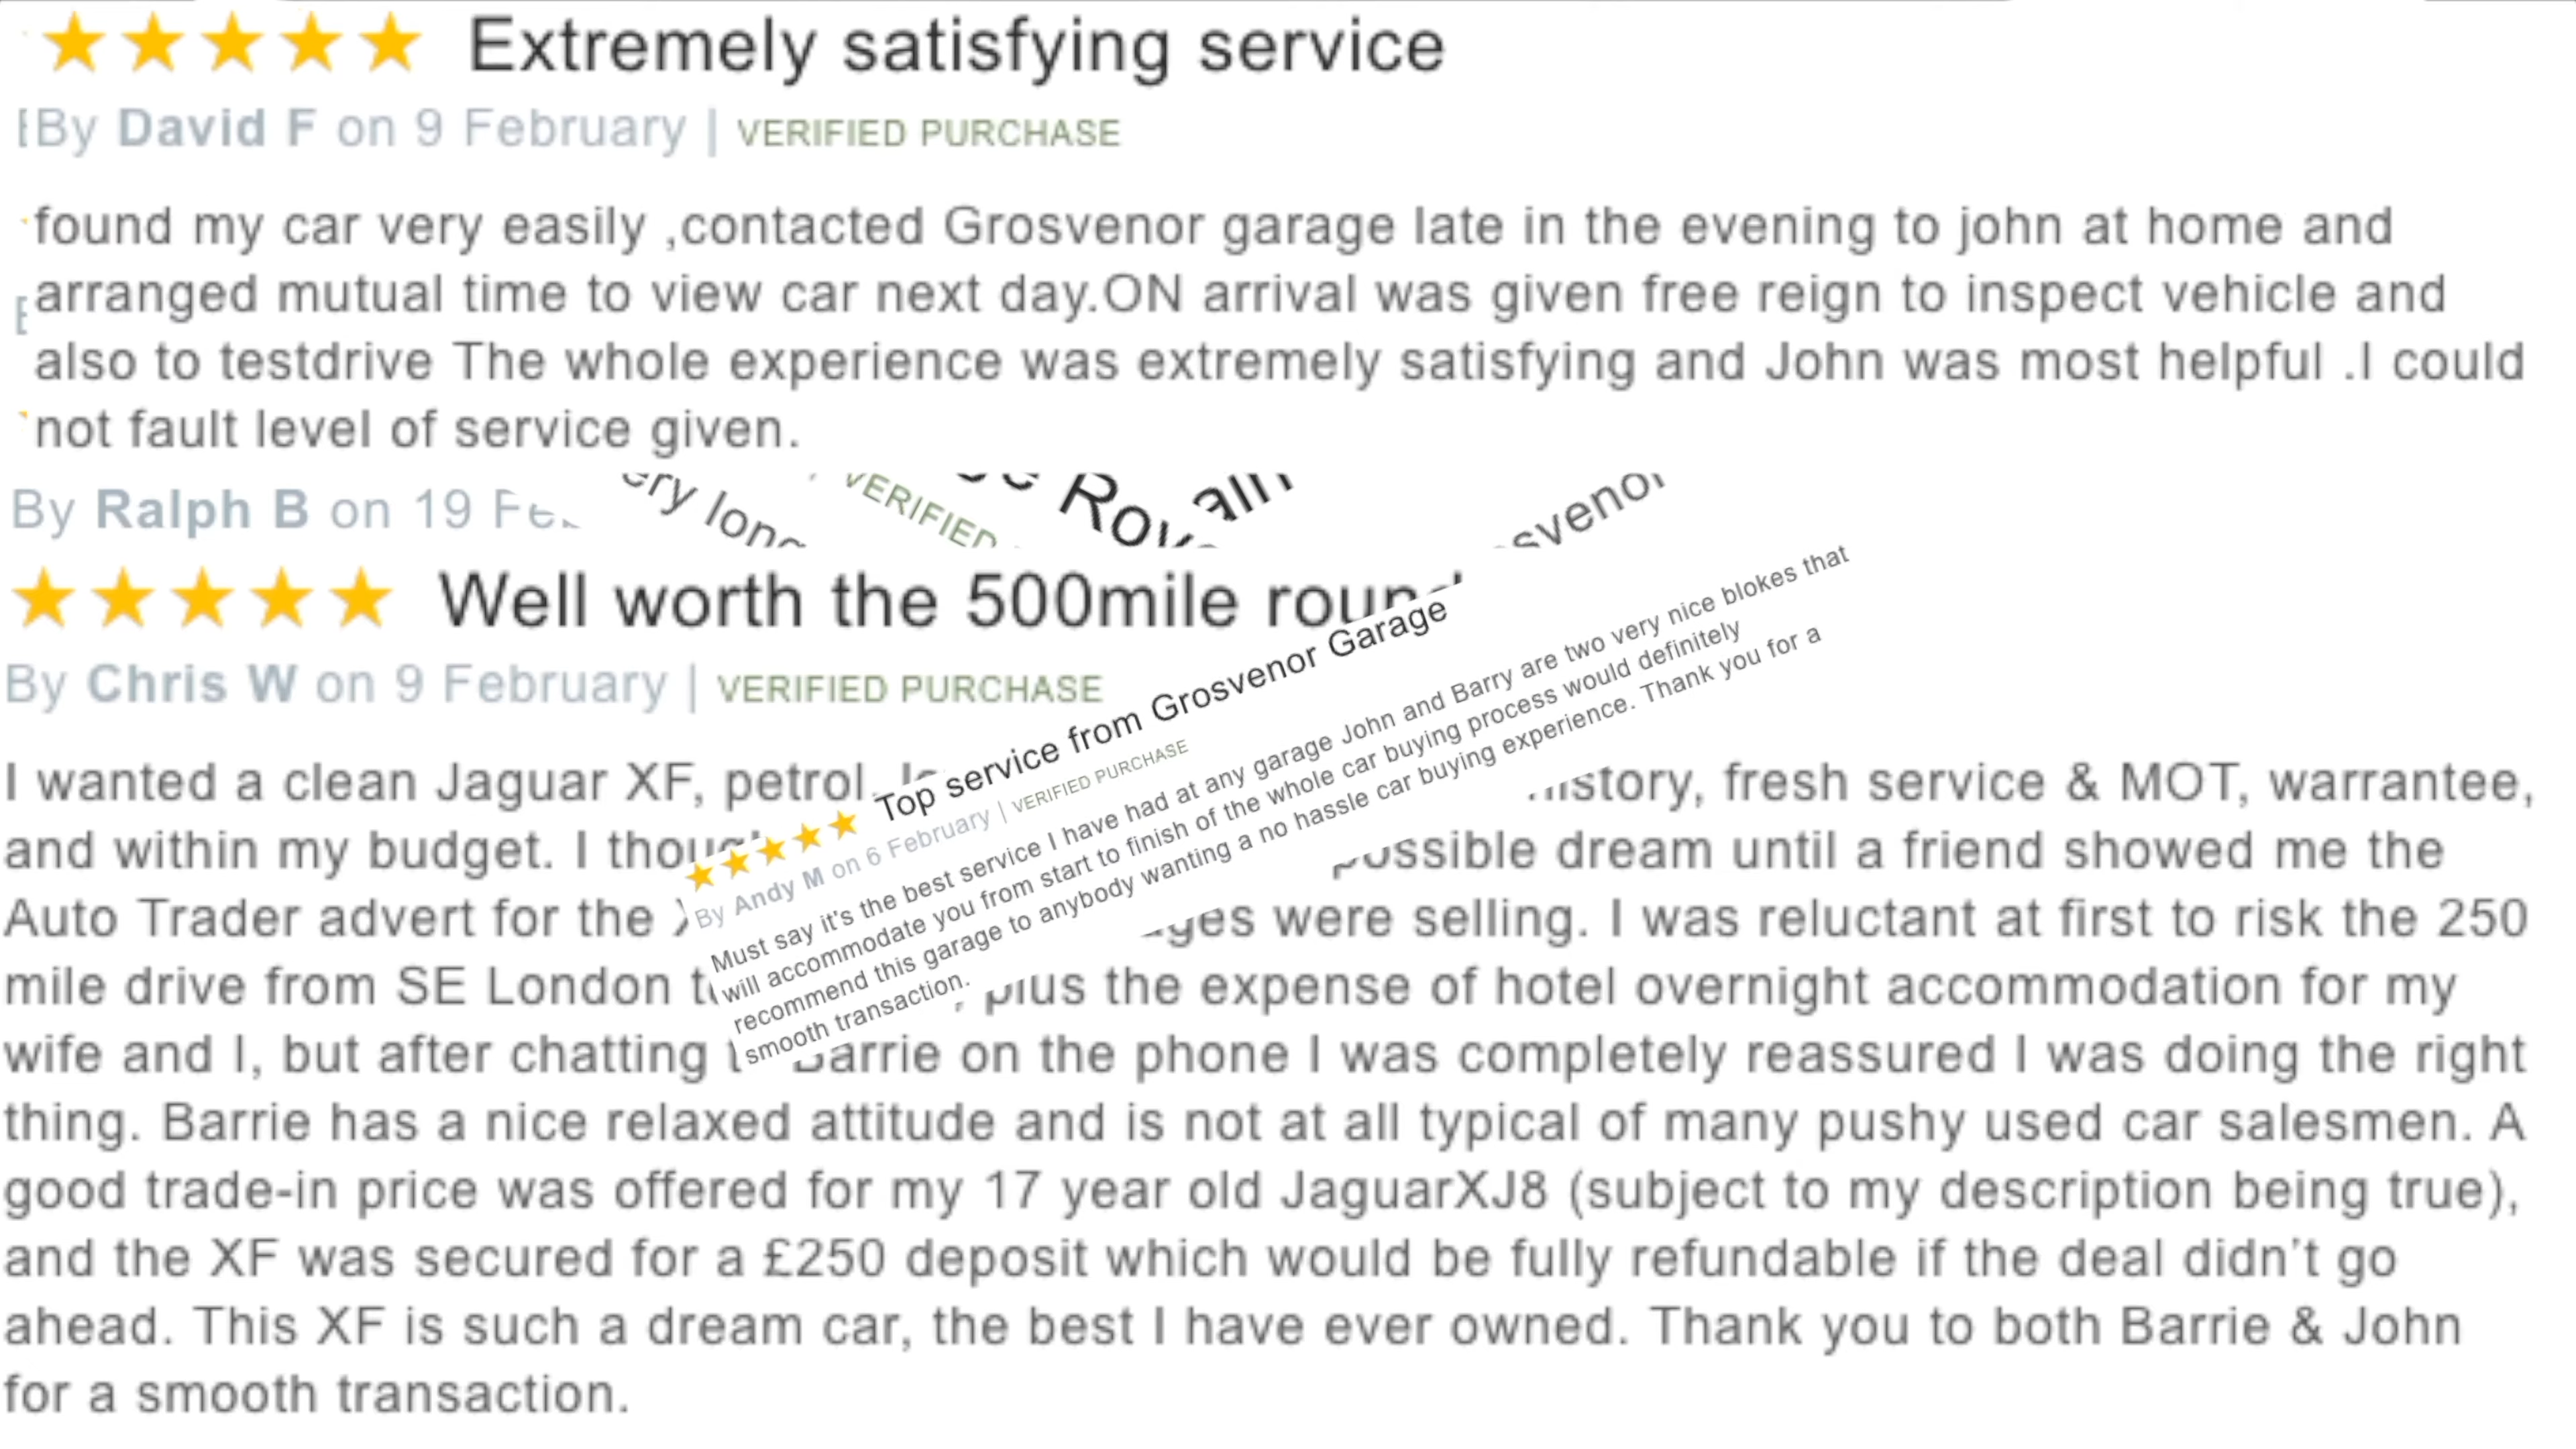 Extremely satisfying service
By David F on 9 February | VERIFIED PURCHASE
found my car very easily ,contacted Grosvenor garage late in the evening to john at home and
arranged mutual time to view car next day.ON arrival was given free reign to inspect vehicle and
also to testdrive The whole experience was extremely satisfying and John was most helpful .I could
not fault level of service given.
By Ralph B on 19
VERIFIED
Well worth the 500mile
By Chris W on 9 February | VERIFIED PURCHASE
I wanted a clean Jaguar XF, petrol, fresh service & MOT, warrantee,
and within my budget. I dream until a friend showed me the
Auto Trader advert for the were selling. I was reluctant at first to risk the 250
mile drive from SE London plus the expense of hotel overnight accommodation for my
wife and I, but after chatting Barrie on the phone I was completely reassured I was doing the right
thing. Barrie has a nice relaxed attitude and is not at all typical of many pushy used car salesmen. A
good trade-in price was offered for my 17 year old JaguarXJ8 (subject to my description being true),
and the XF was secured for a £250 deposit which would be fully refundable if the deal didn't go
ahead. This XF is such a dream car, the best I have ever owned. Thank you to both Barrie & John
for a smooth transaction.
Top service from Grosvenor Garage
By Andy M on 6 February | VERIFIED PURCHASE
Must say it's the best service I have had at any garage John and Barry are two very nice blokes that
will accommodate you from start to finish of the whole car buying process would definitely
recommend this garage to anybody wanting a no hassle car buying experience. Thank you for a
smooth transaction.